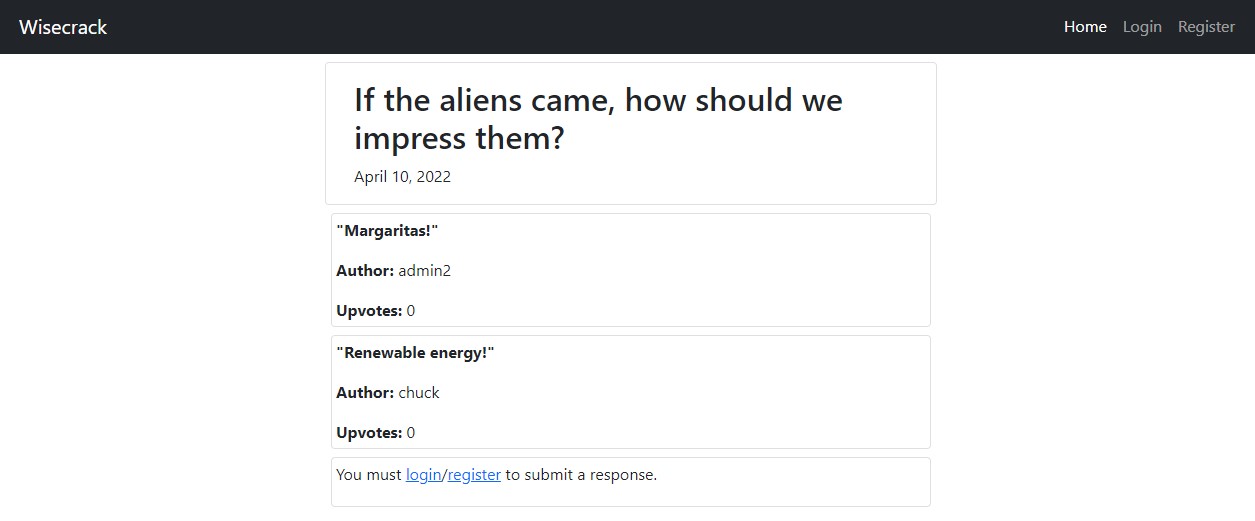 Wisecrack
Home Login Register
If the aliens came, how should we
impress them?
April 10, 2022
"Margaritas!"
Author: admin2
Upvotes: 0
"Renewable energy!"
Author: chuck
Upvotes: 0
You must login/register to submit a response.